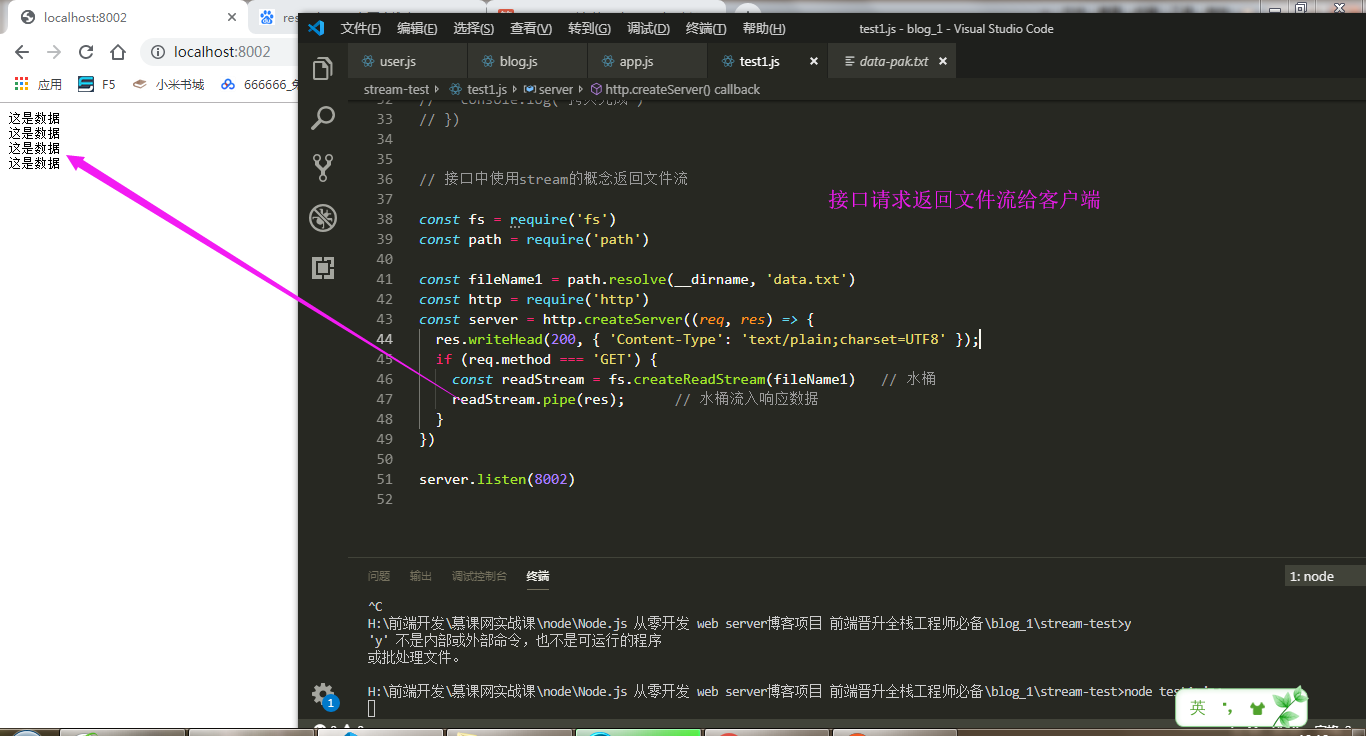 localhost:8002
localhost:8002
应用 F5 小米书城
这是数据
这是数据
这是数据
这是数据
文件(F) 编辑(E) 选择(S) 查看(V) 转到(G) 调试(D) 终端(T) 帮助(H) test1.js - blog_1 - Visual Studio Code
user.js blog.js app.js test1.js data-pak.txt
stream-test test1.js server http.createServer() callback
33 // })
34
35
36 // 接口中使用stream的概念返回文件流
接口请求返回文件流给客户端
37
38 const fs = require('fs')
39 const path = require('path')
40
41 const fileName1 = path.resolve(__dirname, 'data.txt')
42 const http = require('http')
43 const server = http.createServer((req, res) => {
44 res.writeHead(200, { 'Content-Type': 'text/plain;charset=UTF8' });
45 if (req.method === 'GET') {
46 const readStream = fs.createReadStream(fileName1) // 水桶
47 readStream.pipe(res); // 水桶流入响应数据
48 }
49 })
50
51 server.listen(8002)
52
问题 输出 调试控制台 终端 1: node
^C
H:\前端开发\慕课网实战课\node\Node.js 从零开发 web server博客项目 前端晋升全栈工程师必备\blog_1\stream-test>y
'y' 不是内部或外部命令，也不是可运行的程序
或批处理文件。
H:\前端开发\慕课网实战课\node\Node.js 从零开发 web server博客项目 前端晋升全栈工程师必备\blog_1\stream-test>node
1
英